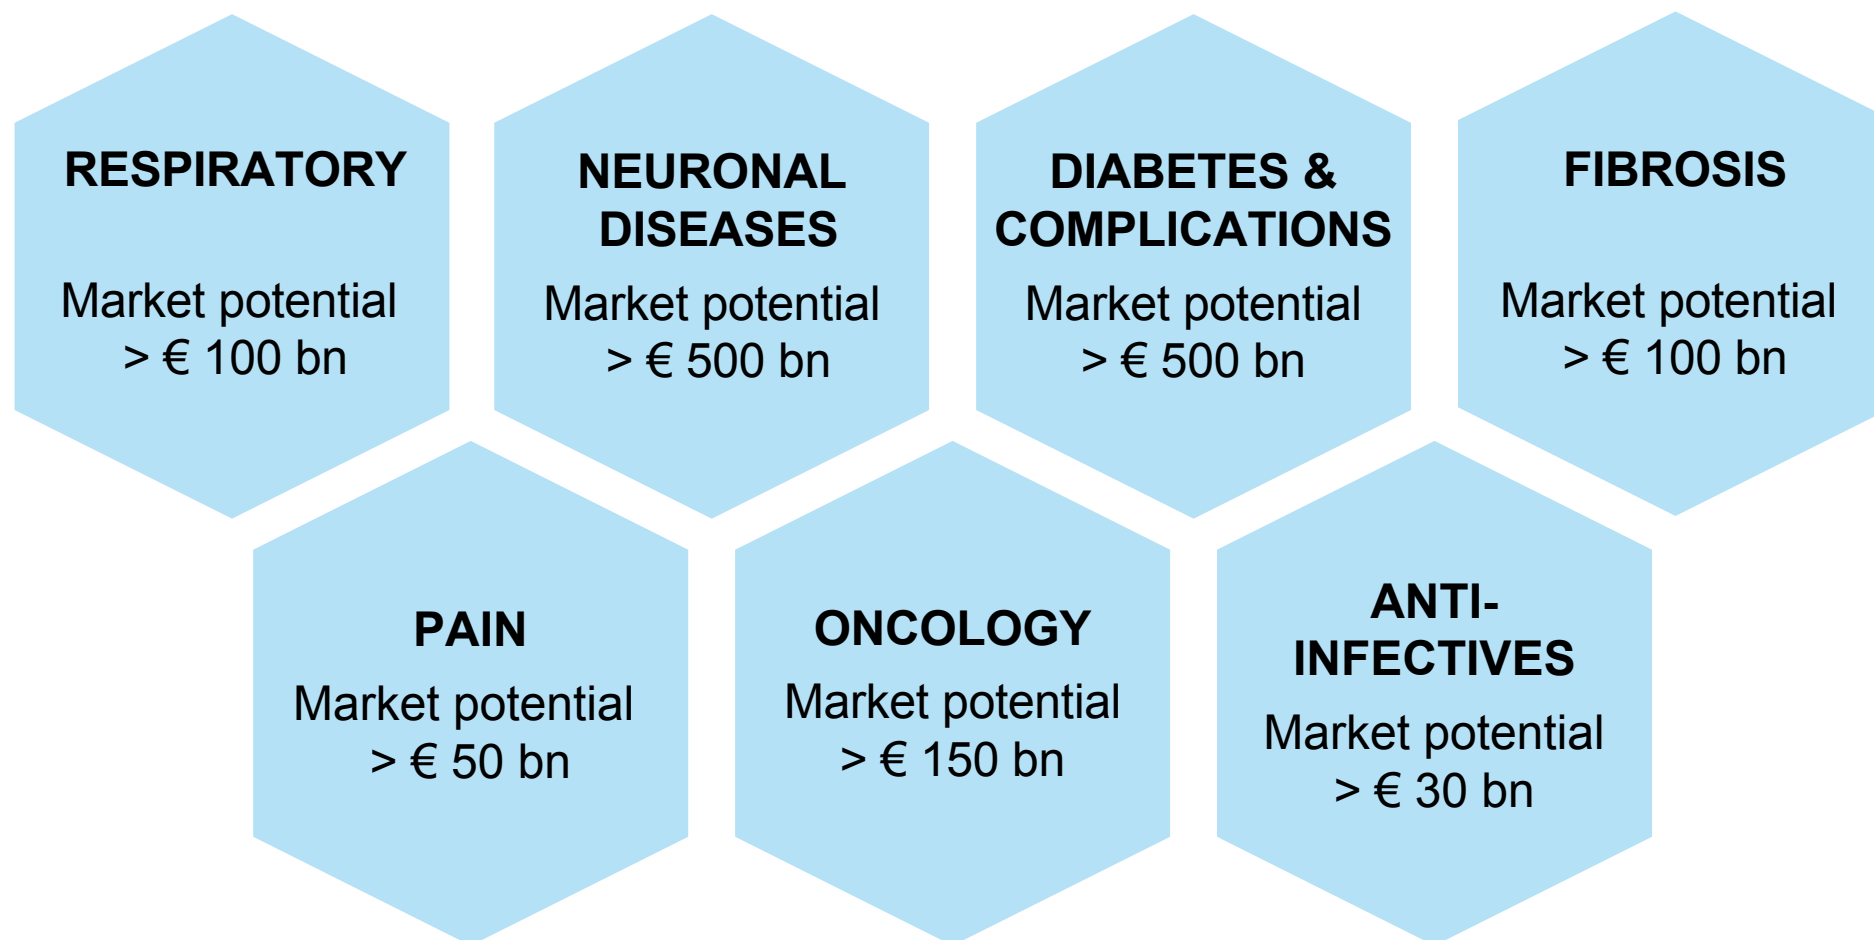 RESPIRATORY
Market potential
> € 100 bn
NEURONAL
DISEASES
Market potential
> € 500 bn
DIABETES &
COMPLICATIONS
Market potential
> € 500 bn
FIBROSIS
Market potential
> € 100 bn
PAIN
Market potential
> € 50 bn
ONCOLOGY
Market potential
> € 150 bn
ANTI-
INFECTIVES
Market potential
> € 30 bn